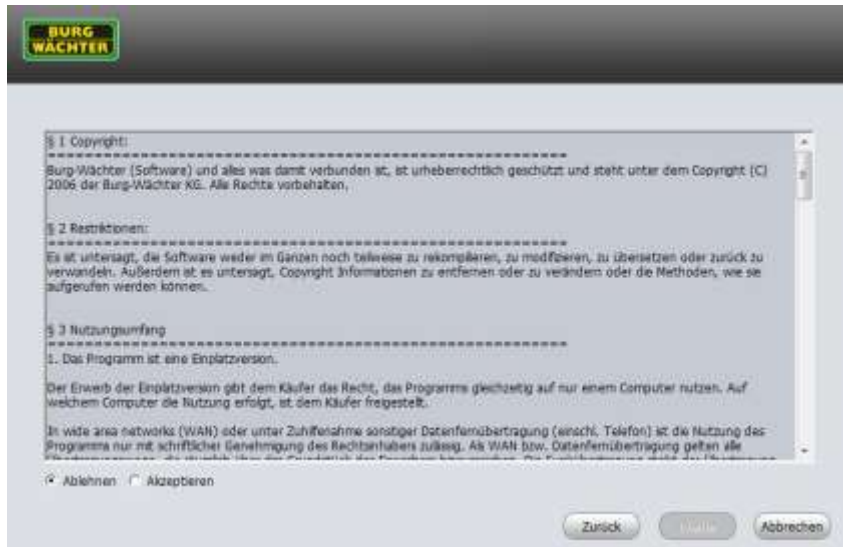 BURG
WÄCHTER
§ 1 Copyright:
Burg-Wächter (Software) und alles was damit verbunden ist, ist urheberrechtlich geschützt und steht unter dem Copyright (C)
2006 der Burg-Wächter KG. Alle Rechte vorbehalten.
§ 2 Restriktionen:
Es ist untersagt, die Software weder im Ganzen noch teilweise zu rekompilieren, zu modifizieren, zu übersetzen oder zurück zu
verwandeln. Außerdem ist es untersagt, Copyright Informationen zu entfernen oder zu verändern oder die Methoden, wie sie
aufgerufen werden können.
§ 3 Nutzungsumfang
1. Das Programm ist eine Einplatzversion.
Der Erwerb der Einplatzversion gibt dem Käufer das Recht, das Programm gleichzeitig auf nur einem Computer nutzen. Auf
welchem Computer die Nutzung erfolgt, ist dem Käufer freigestellt.
In wide area networks (WAN) oder unter Zuhilfenahme sonstiger Datenfernübertragung (einschl. Telefon) ist die Nutzung des
Programms nur mit schriftlicher Genehmigung des Rechtanhabers zulässig. Als WAN bzw. Datenfernübertragung gelten alle
Ablehnen Akzeptieren
Zurück Abbrechen